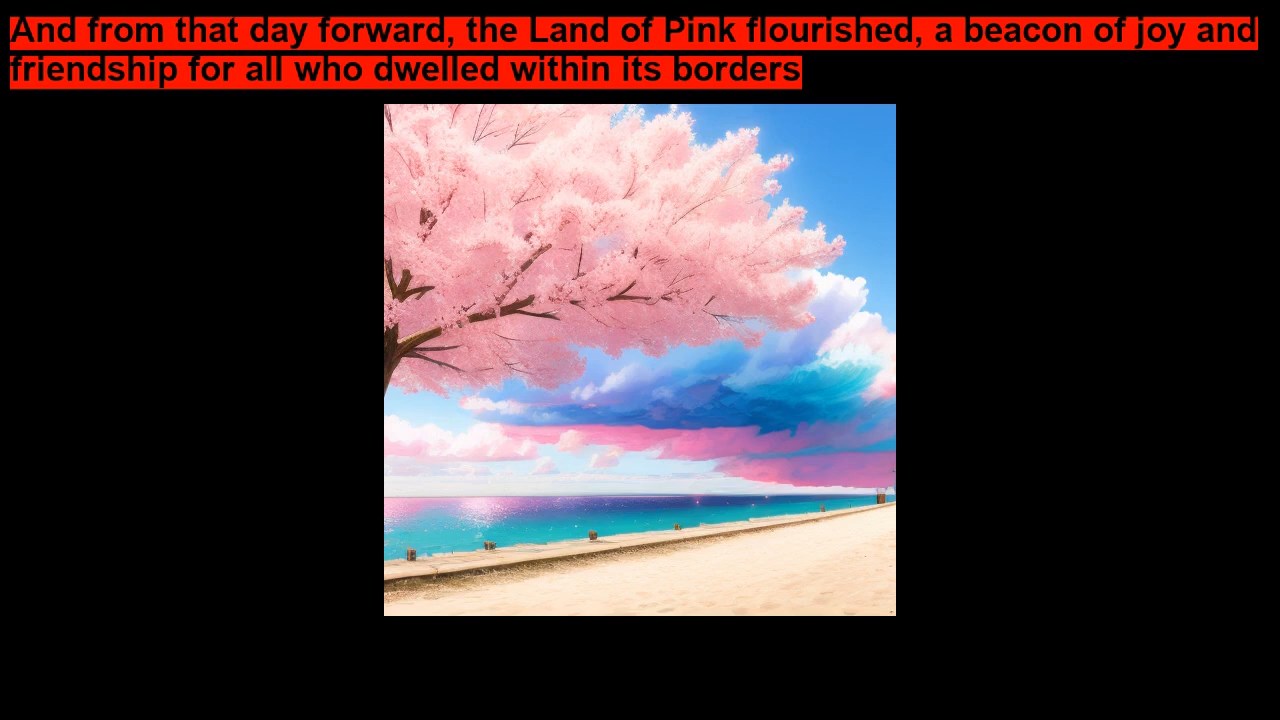 And from that day forward, the Land of Pink flourished, a beacon of joy and
friendship for all who dwelled within its borders